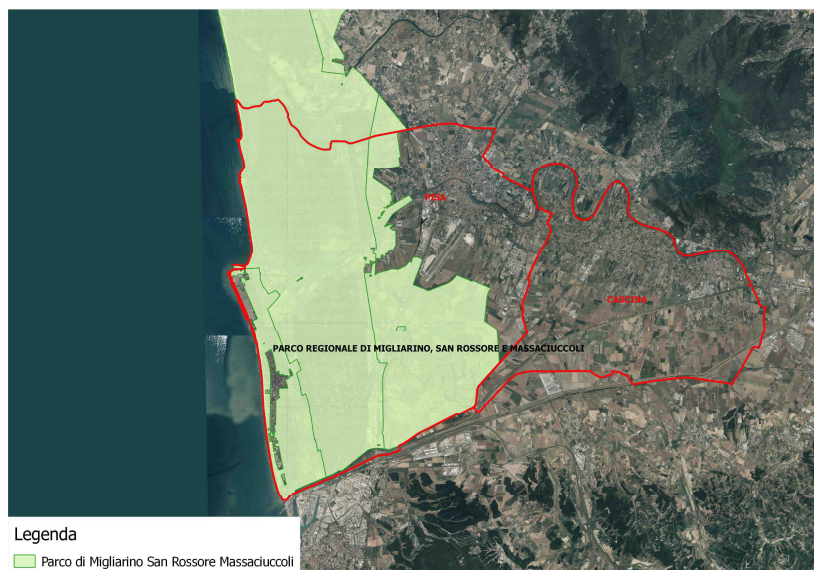 PISA
CASCINA
PARCO REGIONALE DI MIGLIARINO, SAN ROSSORE E MASSACIUCCOLI
Legenda
Parco di Migliarino San Rossore Massaciuccoli